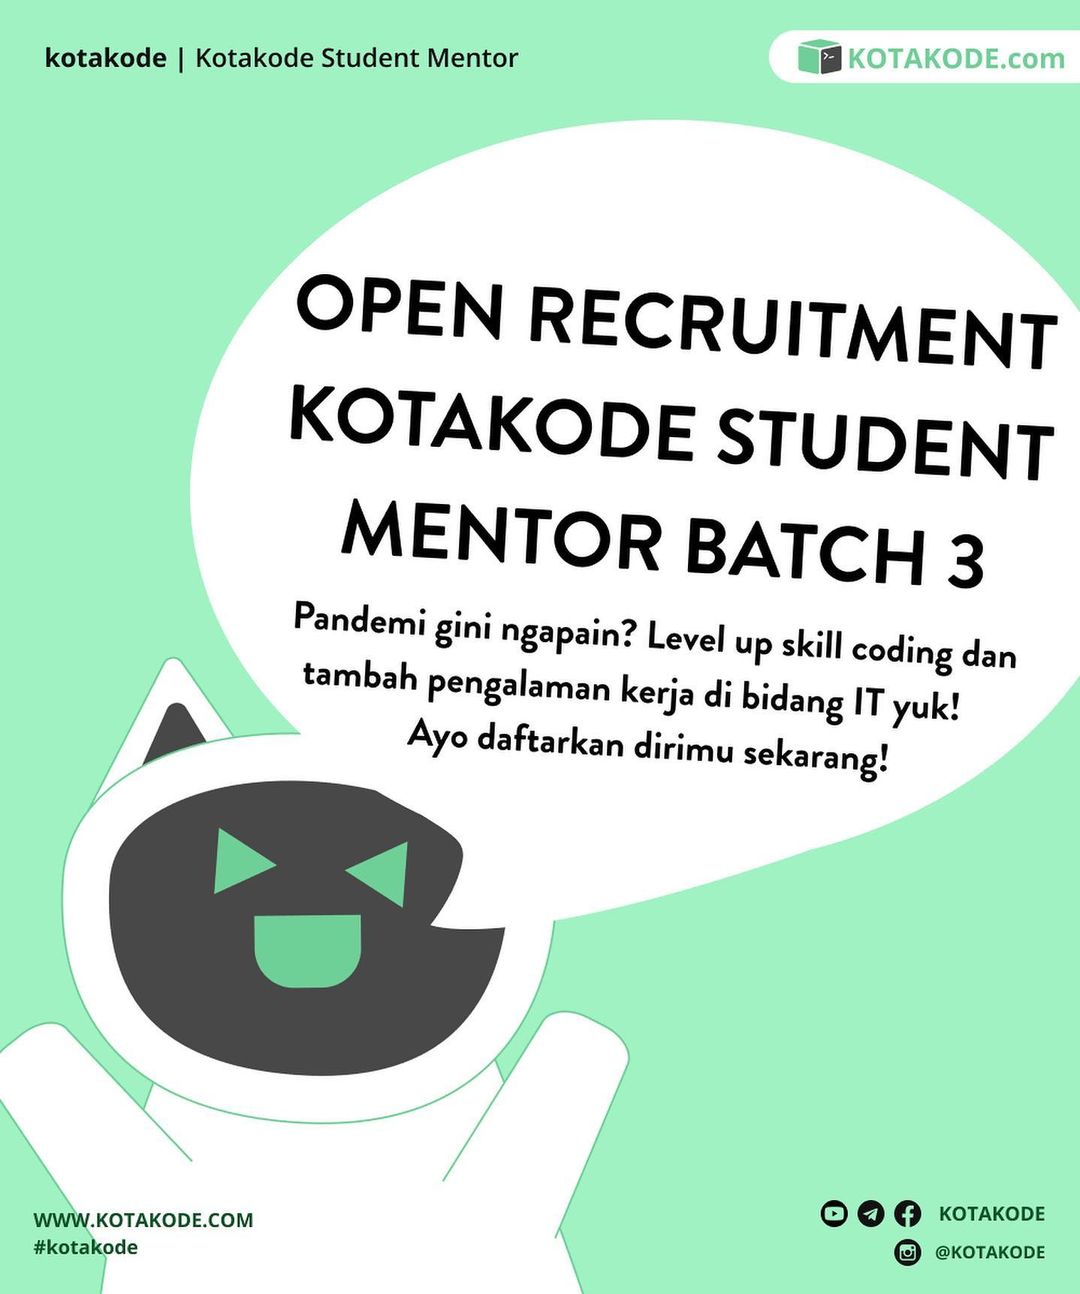 kotakode | Kotakode Student Mentor
KOTAKODE.com
OPEN RECRUITMENT
KOTAKODE STUDENT
MENTOR BATCH 3
Pandemi gini ngapain? Level up skill coding dan
tambah pengalaman kerja di bidang IT yuk!
Ayo daftarkan dirimu sekarang!
WWW.KOTAKODE.COM
#kotakode
KOTAKODE
@KOTAKODE